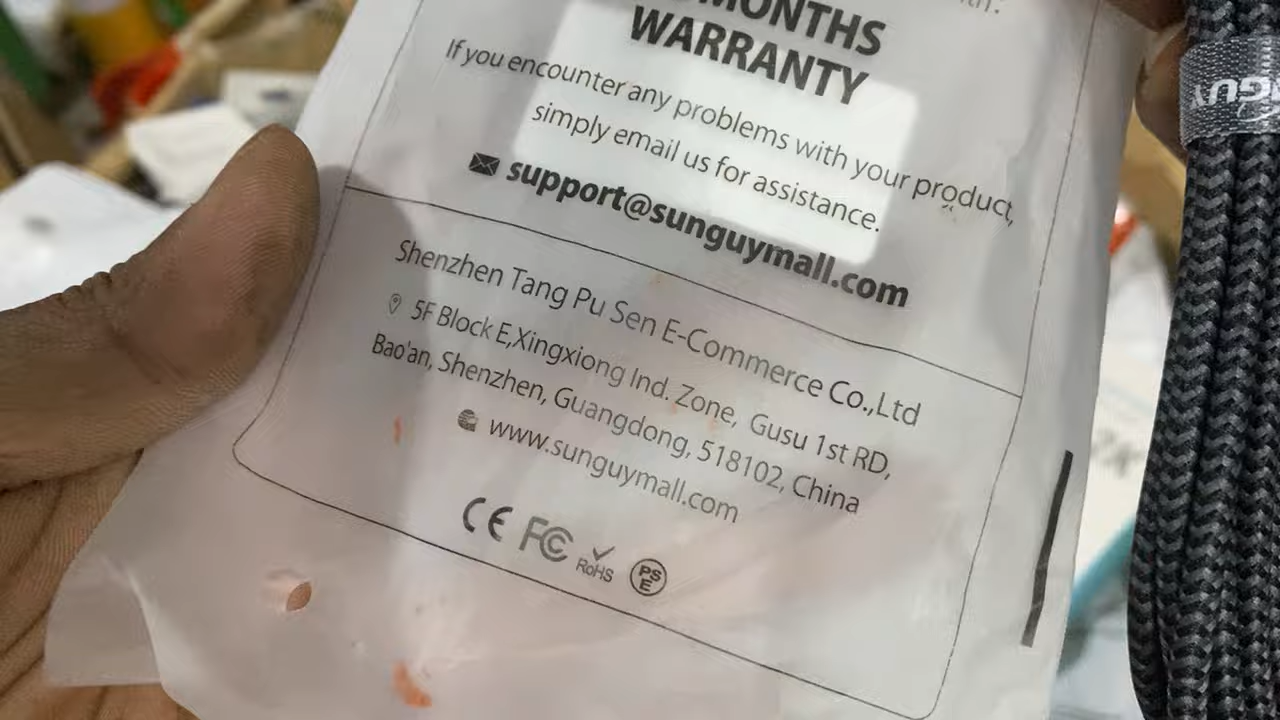 MONTHS
WARRANTY
If you encounter any problems with your product,
simply email us for assistance.
support@sunguymall.com
Shenzhen Tang Pu Sen E-Commerce Co.,Ltd
5F Block E,Xingxiong Ind. Zone, Gusu 1st RD,
Bao'an, Shenzhen, Guangdong, 518102, China
www.sunguymall.com
CE FC RoHS PSE